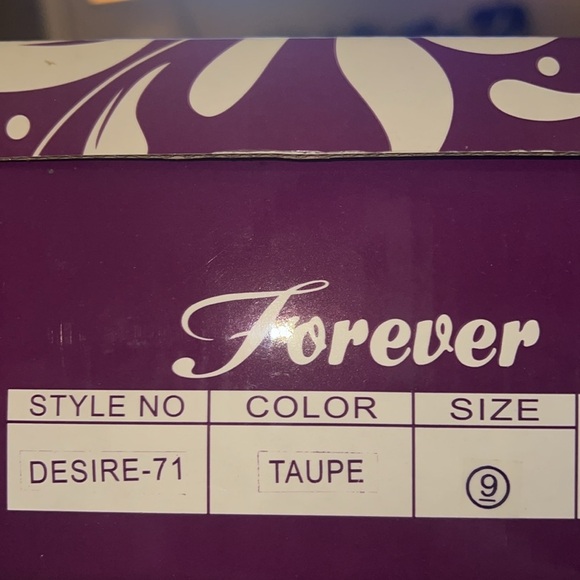 Forever
STYLE NO COLOR SIZE
DESIRE-71 TAUPE 9